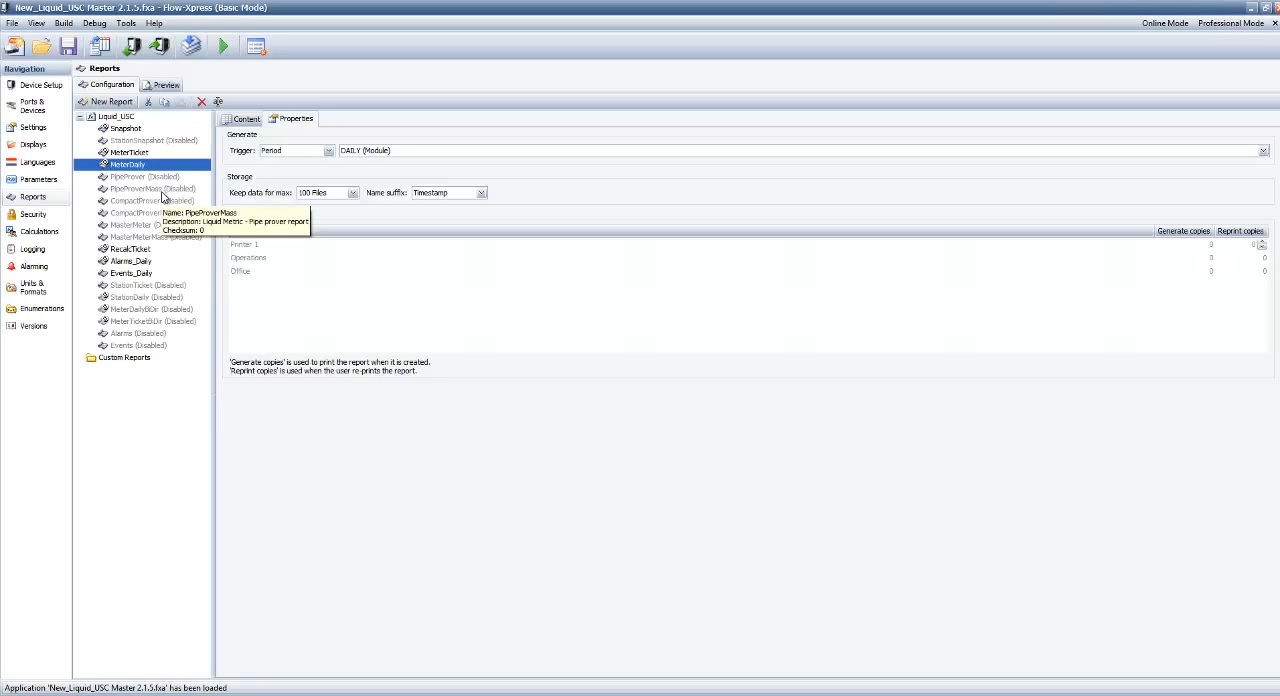 New_Liquid_USC Master 2.1.5.fxa* - Flow-Xpress (Basic Mode)
File View Build Debug Tools Help
Online Mode Professional Mode
Navigation
Device Setup
Ports & Devices
Settings
Displays
Languages
Parameters
Reports
Security
Calculations
Logging
Alarming
Units & Formats
Enumerations
Versions
Reports
Configuration Preview
New Report
Liquid_USC
Snapshot
StationSnapshot (Disabled)
MeterTicket
MeterDaily
PipeProver (Disabled)
PipeProverMass (Disabled)
Name: PipeProverMass
Description: Liquid Metric - Pipe prover report
Checksum: 0
RecalcTicket
Alarms_Daily
Events_Daily
StationTicket (Disabled)
StationDaily (Disabled)
MeterDailyBiDir (Disabled)
MeterTicketBiDir (Disabled)
Alarms (Disabled)
Events (Disabled)
Custom Reports
Content Properties
Generate
Trigger: Period DAILY (Module)
Storage
Keep data for max: 100 Files Name suffix: Timestamp
Generate copies Reprint copies
Printer 1 0 0
Operations 0 0
Office 0 0
'Generate copies' is used to print the report when it is created.
'Reprint copies' is used when the user re-prints the report.
Application 'New_Liquid_USC Master 2.1.5.fxa' has been loaded